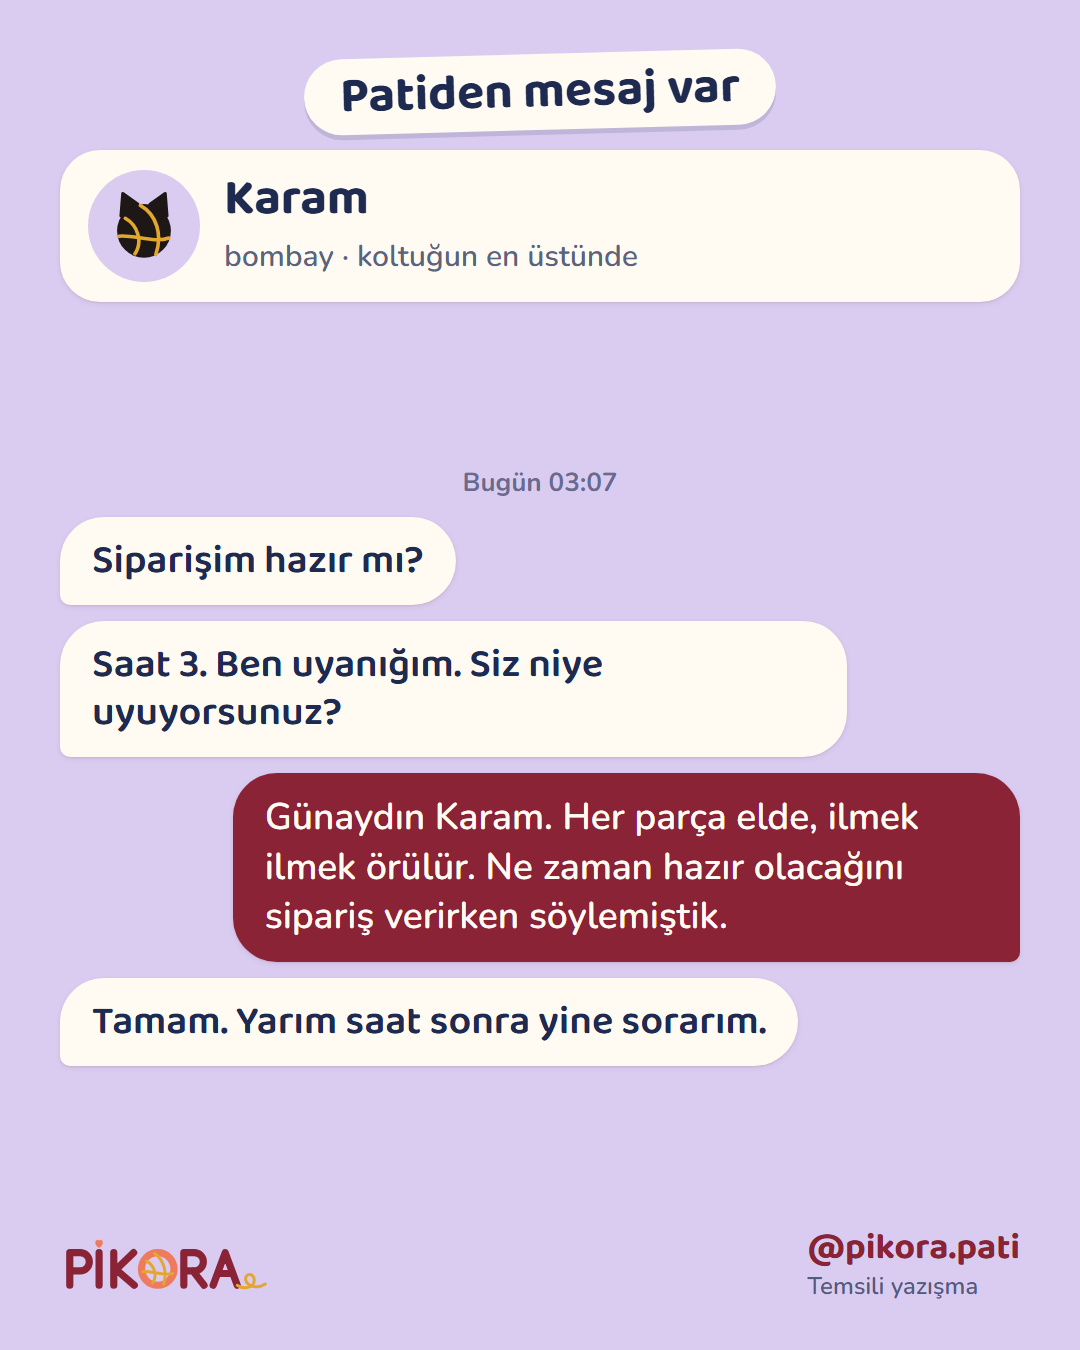 Patiden mesaj var
Karam
bombay · koltuğun en üstünde
Bugün 03:07
Siparişim hazır mı?
Saat 3. Ben uyanığım. Siz niye
uyuyorsunuz?
Günaydın Karam. Her parça elde, ilmek
ilmek örülür. Ne zaman hazır olacağını
sipariş verirken söylemiştik.
Tamam. Yarım saat sonra yine sorarım.
PİKORA
@pikora.pati
Temsili yazışma